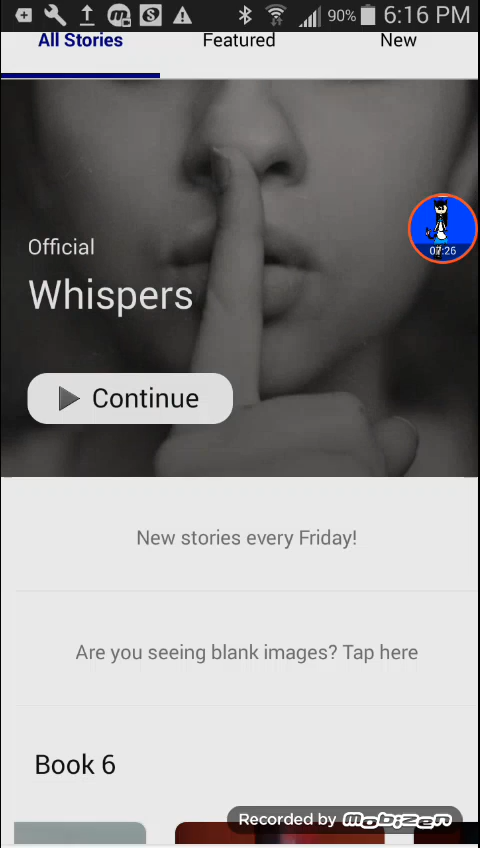 90% 6:16 PM
All Stories Featured New
07:26
Official
Whispers
Continue
New stories every Friday!
Are you seeing blank images? Tap here
Book 6
Recorded by Mobizen